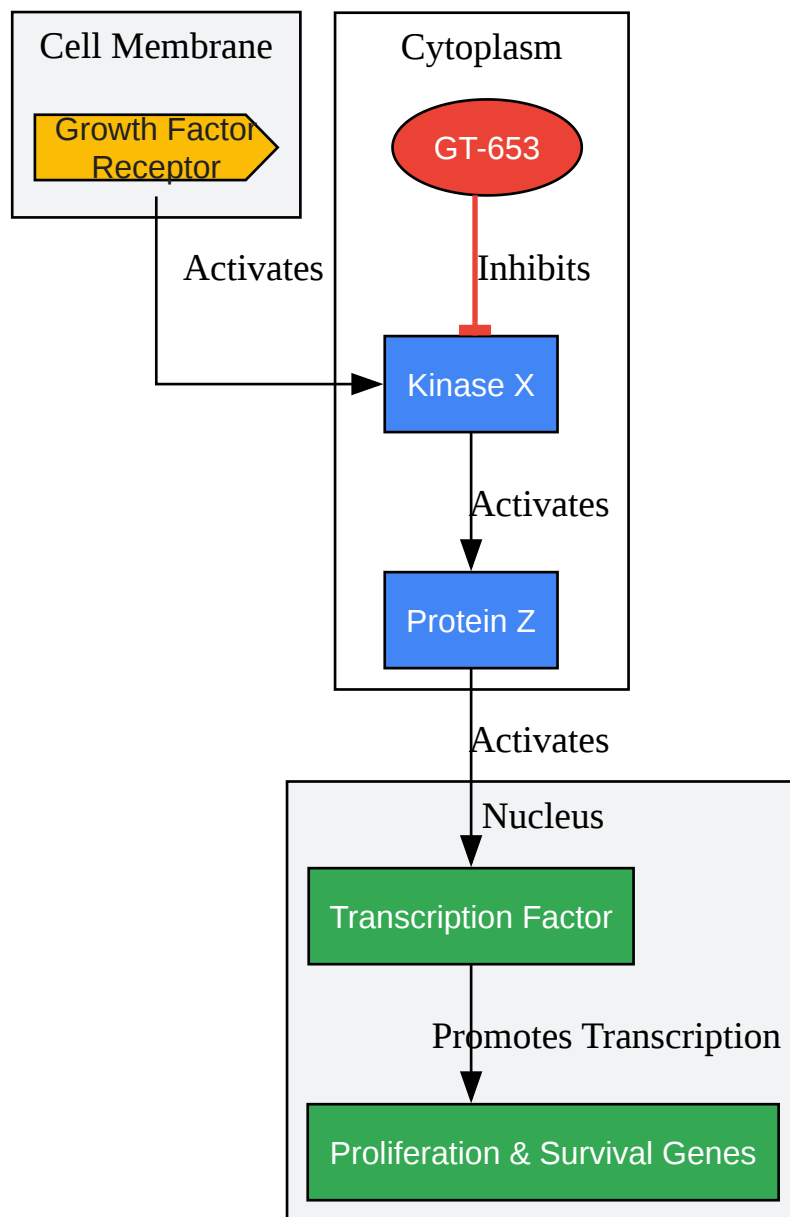 Cell Membrane
Growth Factor
Receptor
Activates
Cytoplasm
GT-653
Inhibits
Kinase X
Activates
Protein Z
Activates
Nucleus
Transcription Factor
Promotes Transcription
Proliferation & Survival Genes